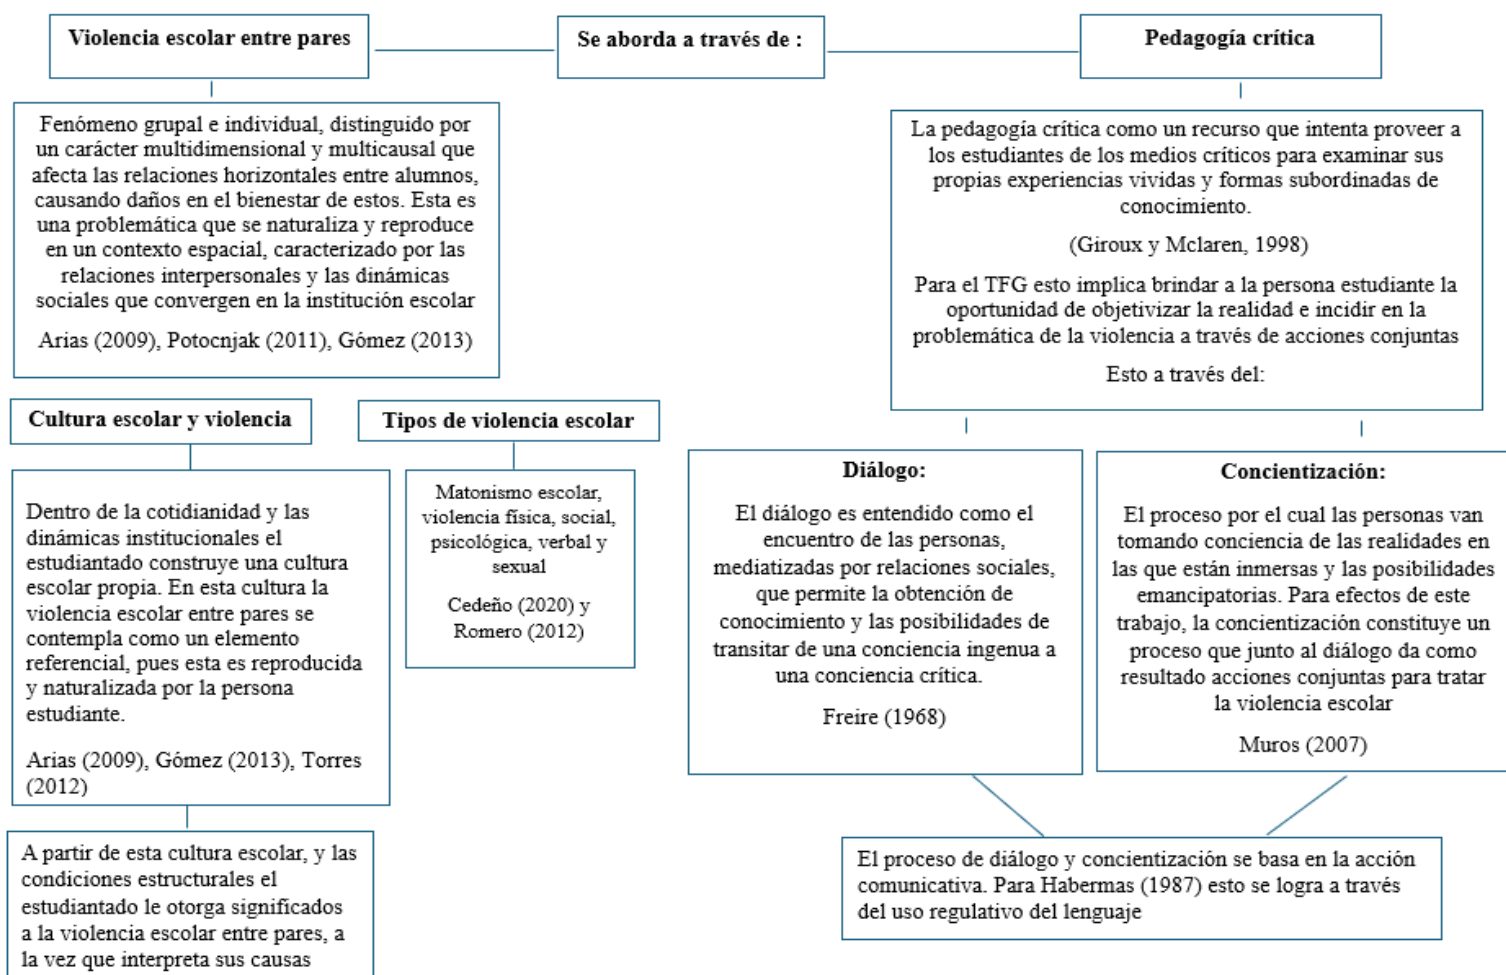 Violencia escolar entre pares
Se aborda a través de :
Pedagogía crítica
Fenómeno grupal e individual, distinguido por
un carácter multidimensional y multicausal que
afecta las relaciones horizontales entre alumnos,
causando daños en el bienestar de estos. Esta es
una problemática que se naturaliza y reproduce
en un contexto espacial, caracterizado por las
relaciones interpersonales y las dinámicas
sociales que convergen en la institución escolar
Arias (2009), Potocnjak (2011), Gómez (2013)
La pedagogía crítica como un recurso que intenta proveer a
los estudiantes de los medios críticos para examinar sus
propias experiencias vividas y formas subordinadas de
conocimiento.
(Giroux y Mclaren, 1998)
Para el TFG esto implica brindar a la persona estudiante la
oportunidad de objetivizar la realidad e incidir en la
problemática de la violencia a través de acciones conjuntas
Esto a través del:
Cultura escolar y violencia
Tipos de violencia escolar
Dentro de la cotidianidad y las
dinámicas institucionales el
estudiantado construye una cultura
escolar propia. En esta cultura la
violencia escolar entre pares se
contempla como un elemento
referencial, pues esta es reproducida
y naturalizada por la persona
estudiante.
Arias (2009), Gómez (2013), Torres
(2012)
Matonismo escolar,
violencia física, social,
psicológica, verbal y
sexual
Cedeño (2020) y
Romero (2012)
Diálogo:
El diálogo es entendido como el
encuentro de las personas,
mediatizadas por relaciones sociales,
que permite la obtención de
conocimiento y las posibilidades de
transitar de una conciencia ingenua a
una conciencia crítica.
Freire (1968)
Concientización:
El proceso por el cual las personas van
tomando conciencia de las realidades en
las que están inmersas y las posibilidades
emancipatorias. Para efectos de este
trabajo, la concientización constituye un
proceso que junto al diálogo da como
resultado acciones conjuntas para tratar
la violencia escolar
Muros (2007)
A partir de esta cultura escolar, y las
condiciones estructurales el
estudiantado le otorga significados
a la violencia escolar entre pares, a
la vez que interpreta sus causas
El proceso de diálogo y concientización se basa en la acción
comunicativa. Para Habermas (1987) esto se logra a través
del uso regulativo del lenguaje